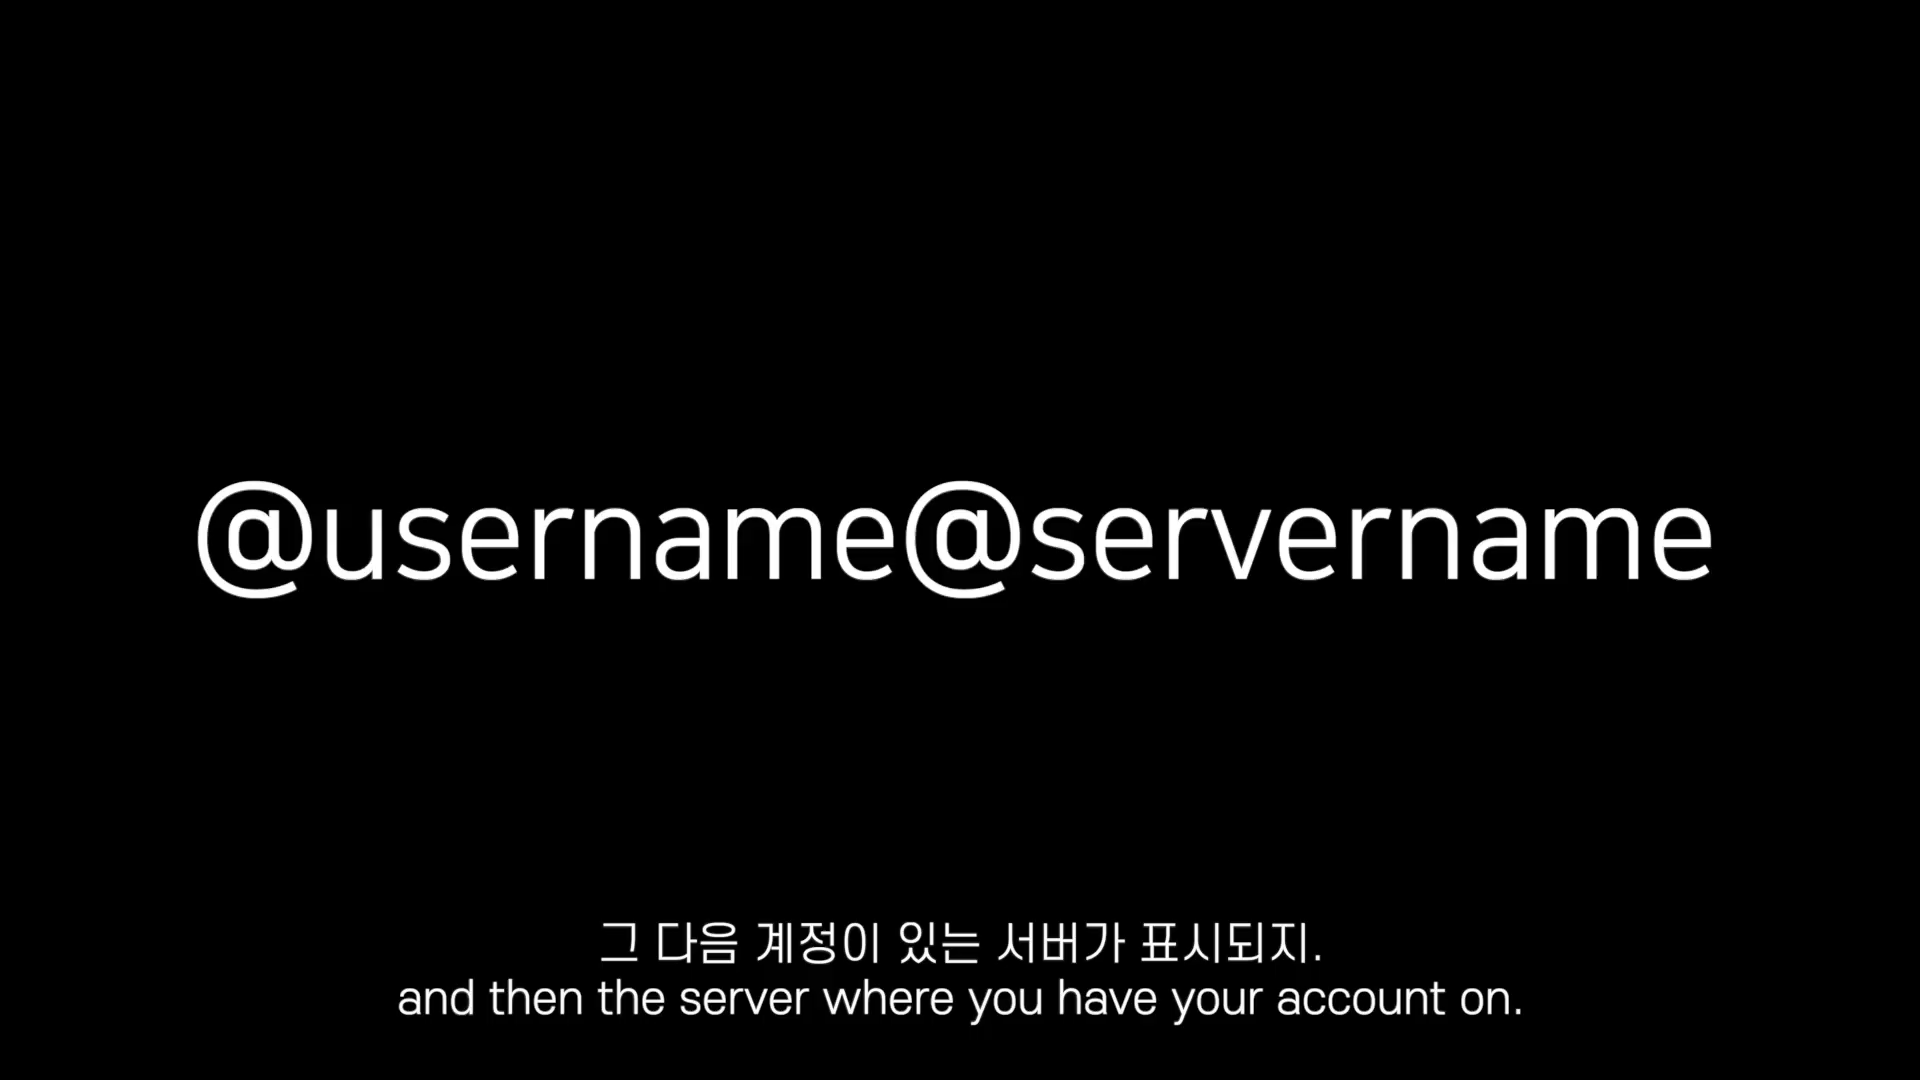 @username@servername
그 다음 계정이 있는 서버가 표시되지.
and then the server where you have your account on.